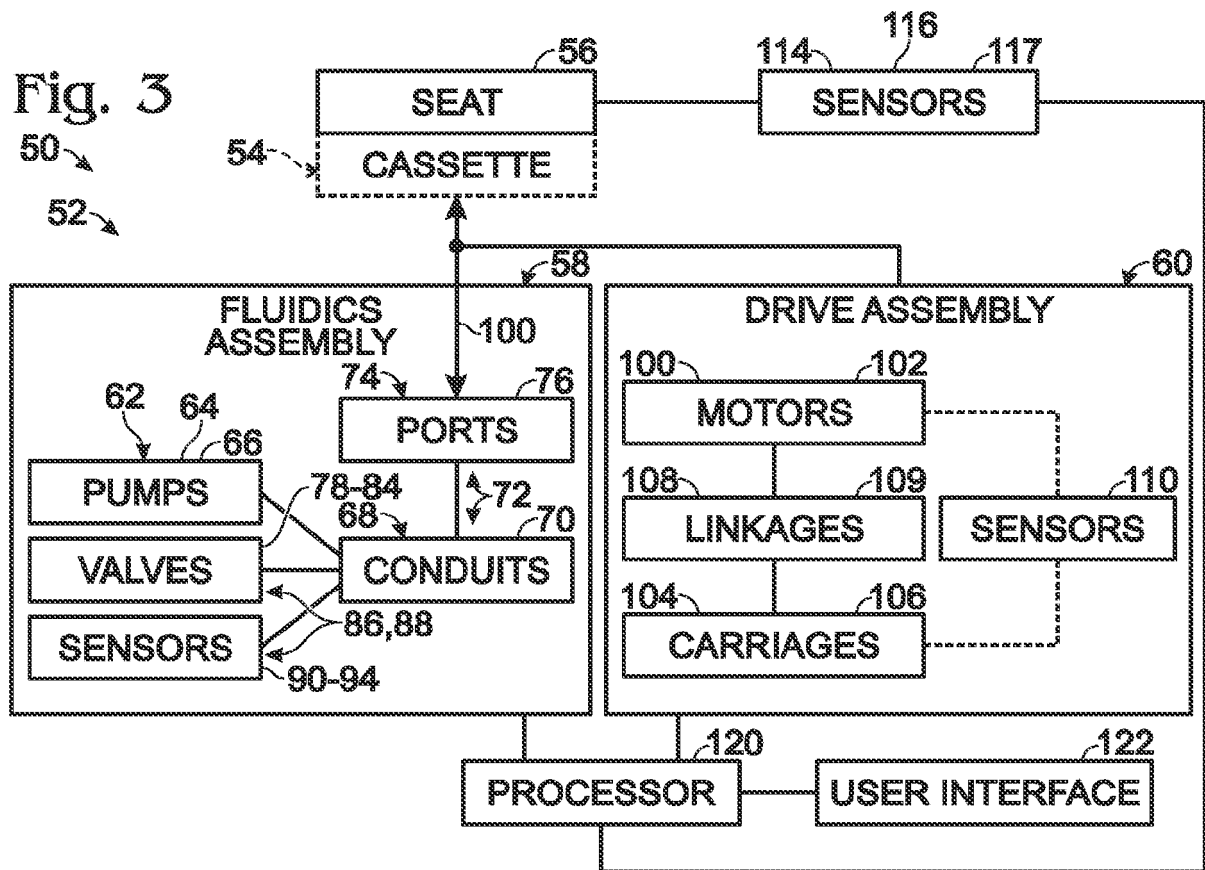 Fig. 3
50
52
56
SEAT
54
CASSETTE
114 116 117
SENSORS
58
FLUIDICS
ASSEMBLY
100
74 76
PORTS
62 64 66
PUMPS
72
78-84
VALVES
68 70
CONDUITS
86,88
SENSORS
90-94
60
DRIVE ASSEMBLY
100 102
MOTORS
108 109
LINKAGES
110
SENSORS
104 106
CARRIAGES
120
PROCESSOR
122
USER INTERFACE